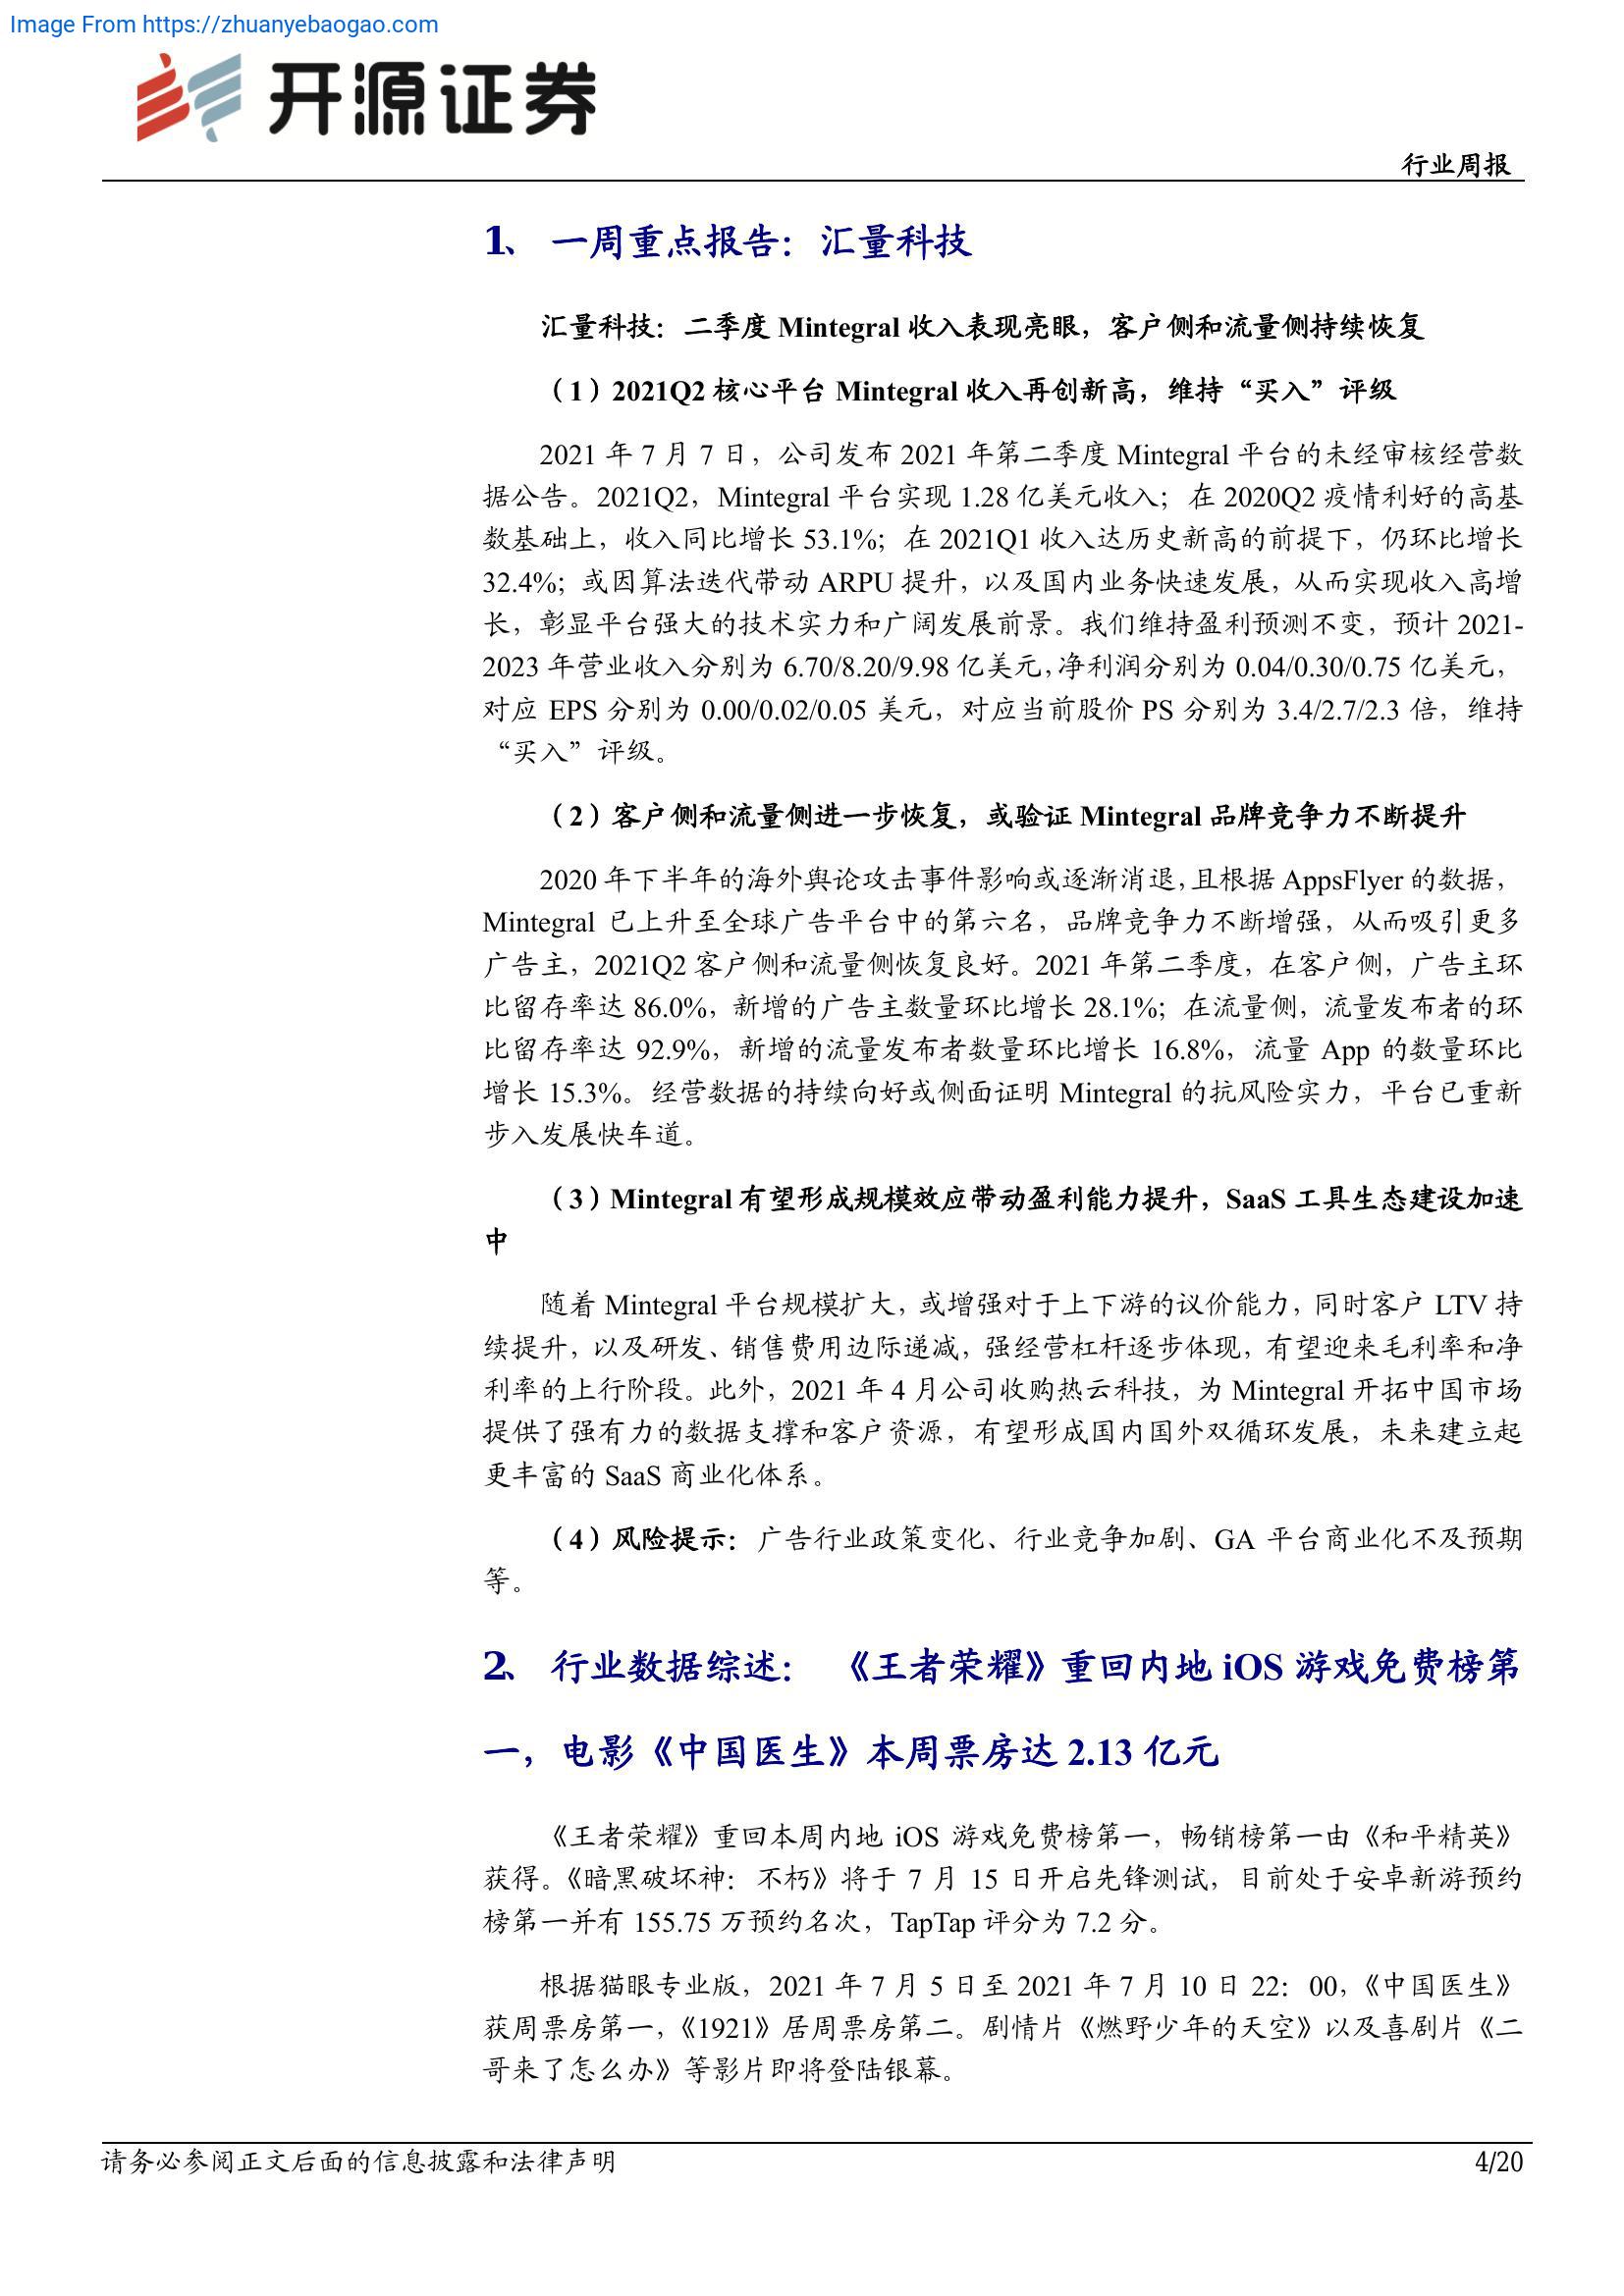 Image From https://zhuanyebaogao.com
开源证券
行业周报
1、 一周重点报告：汇量科技
汇量科技：二季度 Mintegral 收入表现亮眼，客户侧和流量侧持续恢复
（1）2021Q2 核心平台 Mintegral 收入再创新高，维持“买入”评级
2021 年 7 月 7 日，公司发布 2021 年第二季度 Mintegral 平台的未经审核经营数
据公告。2021Q2，Mintegral 平台实现 1.28 亿美元收入；在 2020Q2 疫情利好的高基
数基础上，收入同比增长 53.1%；在 2021Q1 收入达历史新高的前提下，仍环比增长
32.4%；或因算法迭代带动 ARPU 提升，以及国内业务快速发展，从而实现收入高增
长，彰显平台强大的技术实力和广阔发展前景。我们维持盈利预测不变，预计 2021-
2023 年营业收入分别为 6.70/8.20/9.98 亿美元，净利润分别为 0.04/0.30/0.75 亿美元，
对应 EPS 分别为 0.00/0.02/0.05 美元，对应当前股价 PS 分别为 3.4/2.7/2.3 倍，维持
“买入”评级。
（2）客户侧和流量侧进一步恢复，或验证 Mintegral 品牌竞争力不断提升
2020 年下半年的海外舆论攻击事件影响或逐渐消退，且根据 AppsFlyer 的数据，
Mintegral 已上升至全球广告平台中的第六名，品牌竞争力不断增强，从而吸引更多
广告主，2021Q2 客户侧和流量侧恢复良好。2021 年第二季度，在客户侧，广告主环
比留存率达 86.0%，新增的广告主数量环比增长 28.1%；在流量侧，流量发布者的环
比留存率达 92.9%，新增的流量发布者数量环比增长 16.8%，流量 App 的数量环比
增长 15.3%。经营数据的持续向好或侧面证明 Mintegral 的抗风险实力，平台已重新
步入发展快车道。
（3）Mintegral 有望形成规模效应带动盈利能力提升，SaaS 工具生态建设加速
中
随着 Mintegral 平台规模扩大，或增强对于上下游的议价能力，同时客户 LTV 持
续提升，以及研发、销售费用边际递减，强经营杠杆逐步体现，有望迎来毛利率和净
利率的上行阶段。此外，2021 年 4 月公司收购热云科技，为 Mintegral 开拓中国市场
提供了强有力的数据支撑和客户资源，有望形成国内国外双循环发展，未来建立起
更丰富的 SaaS 商业化体系。
（4）风险提示：广告行业政策变化、行业竞争加剧、GA 平台商业化不及预期
等。
2、 行业数据综述： 《王者荣耀》重回内地 iOS 游戏免费榜第
一，电影《中国医生》本周票房达 2.13 亿元
《王者荣耀》重回本周内地 iOS 游戏免费榜第一，畅销榜第一由《和平精英》
获得。《暗黑破坏神：不朽》将于 7 月 15 日开启先锋测试，目前处于安卓新游预约
榜第一并有 155.75 万预约名次，TapTap 评分为 7.2 分。
根据猫眼专业版，2021 年 7 月 5 日至 2021 年 7 月 10 日 22：00，《中国医生》
获周票房第一，《1921》居周票房第二。剧情片《燃野少年的天空》以及喜剧片《二
哥来了怎么办》等影片即将登陆银幕。
请务必参阅正文后面的信息披露和法律声明
4/20